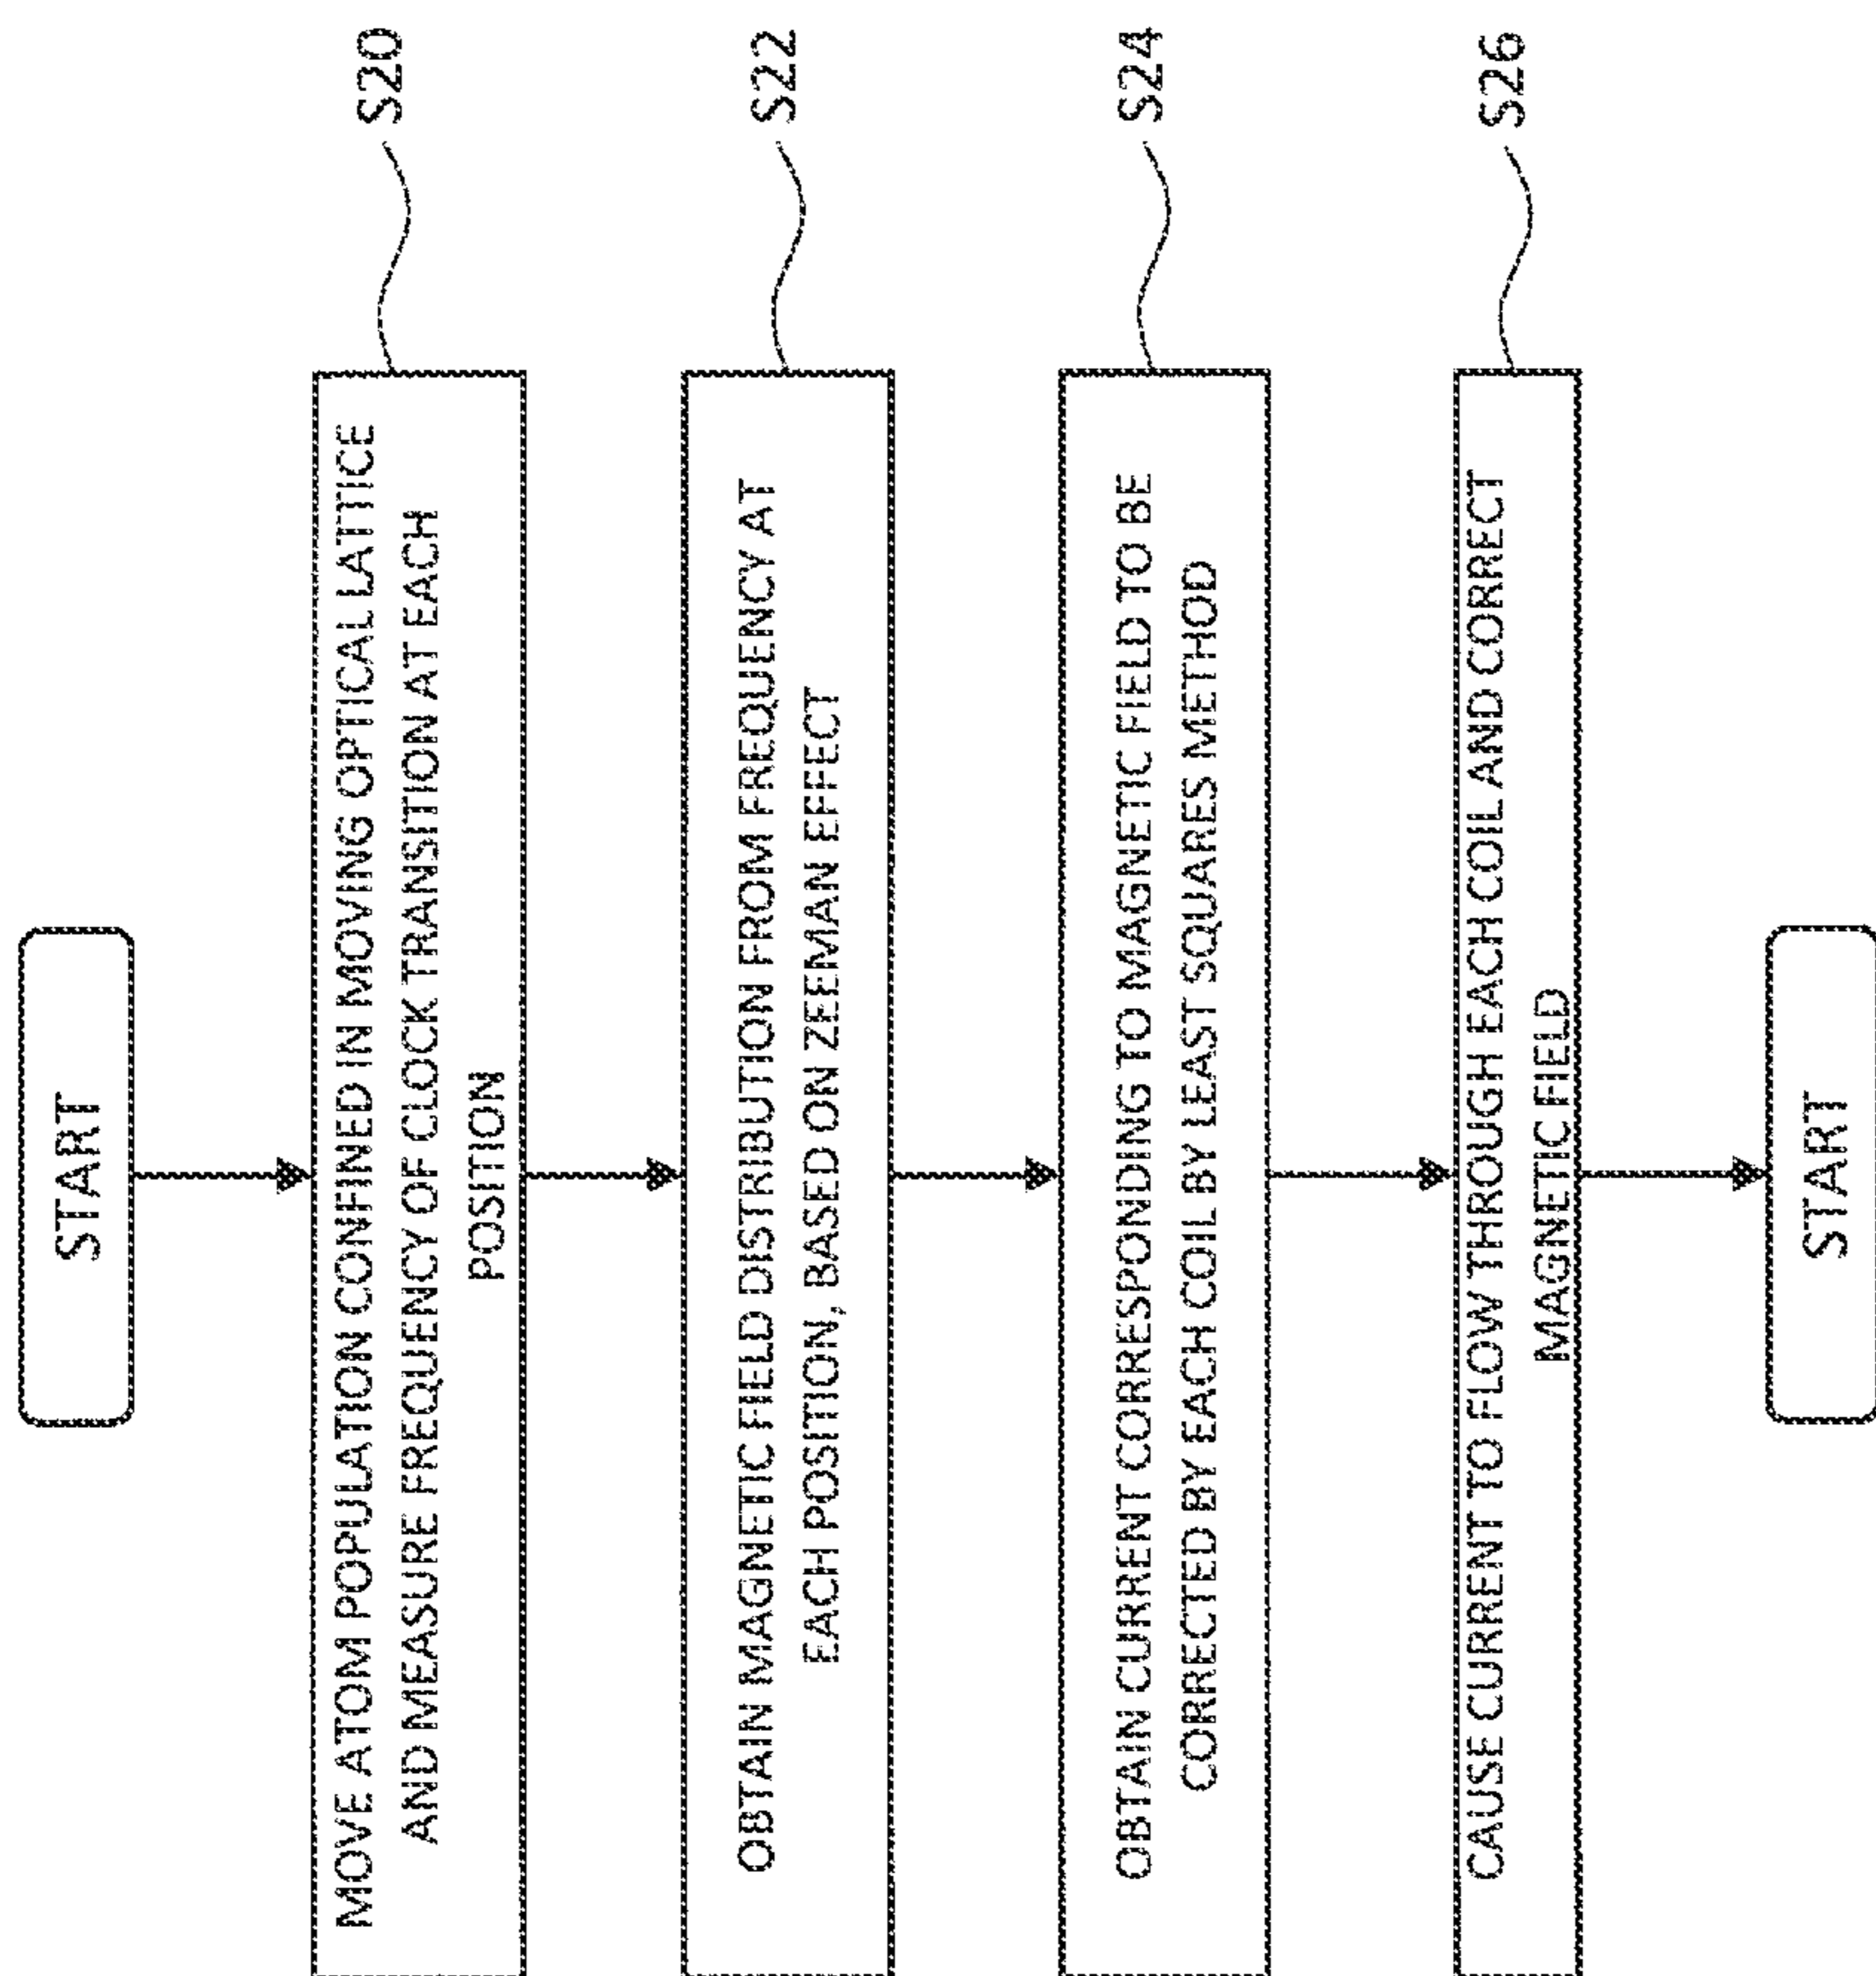 START
MOVE ATOM POPULATION CONFINED IN MOVING OPTICAL LATTICE
AND MEASURE FREQUENCY OF CLOCK TRANSITION AT EACH
POSITION
S20
OBTAIN MAGNETIC FIELD DISTRIBUTION FROM FREQUENCY AT
EACH POSITION, BASED ON ZEEMAN EFFECT
S22
OBTAIN CURRENT CORRESPONDING TO MAGNETIC FIELD TO BE
CORRECTED BY EACH COIL BY LEAST SQUARES METHOD
S24
CAUSE CURRENT TO FLOW THROUGH EACH COIL AND CORRECT
MAGNETIC FIELD
S26
START